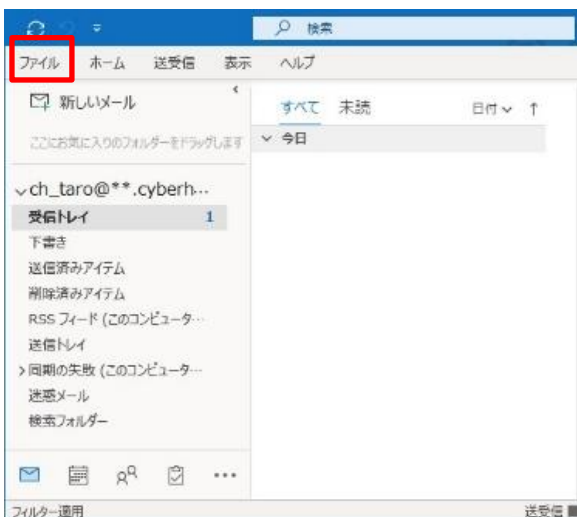 検索
ファイル ホーム 送受信 表示 ヘルプ
新しいメール
ここにお気に入りのフォルダーをドラッグします
ch_taro@**.cyberh...
受信トレイ 1
下書き
送信済みアイテム
削除済みアイテム
RSS フィード (このコンピューター...
送信トレイ
同期の失敗 (このコンピューター...
迷惑メール
検索フォルダー
すべて 未読 日付
今日
フィルター適用 送受信